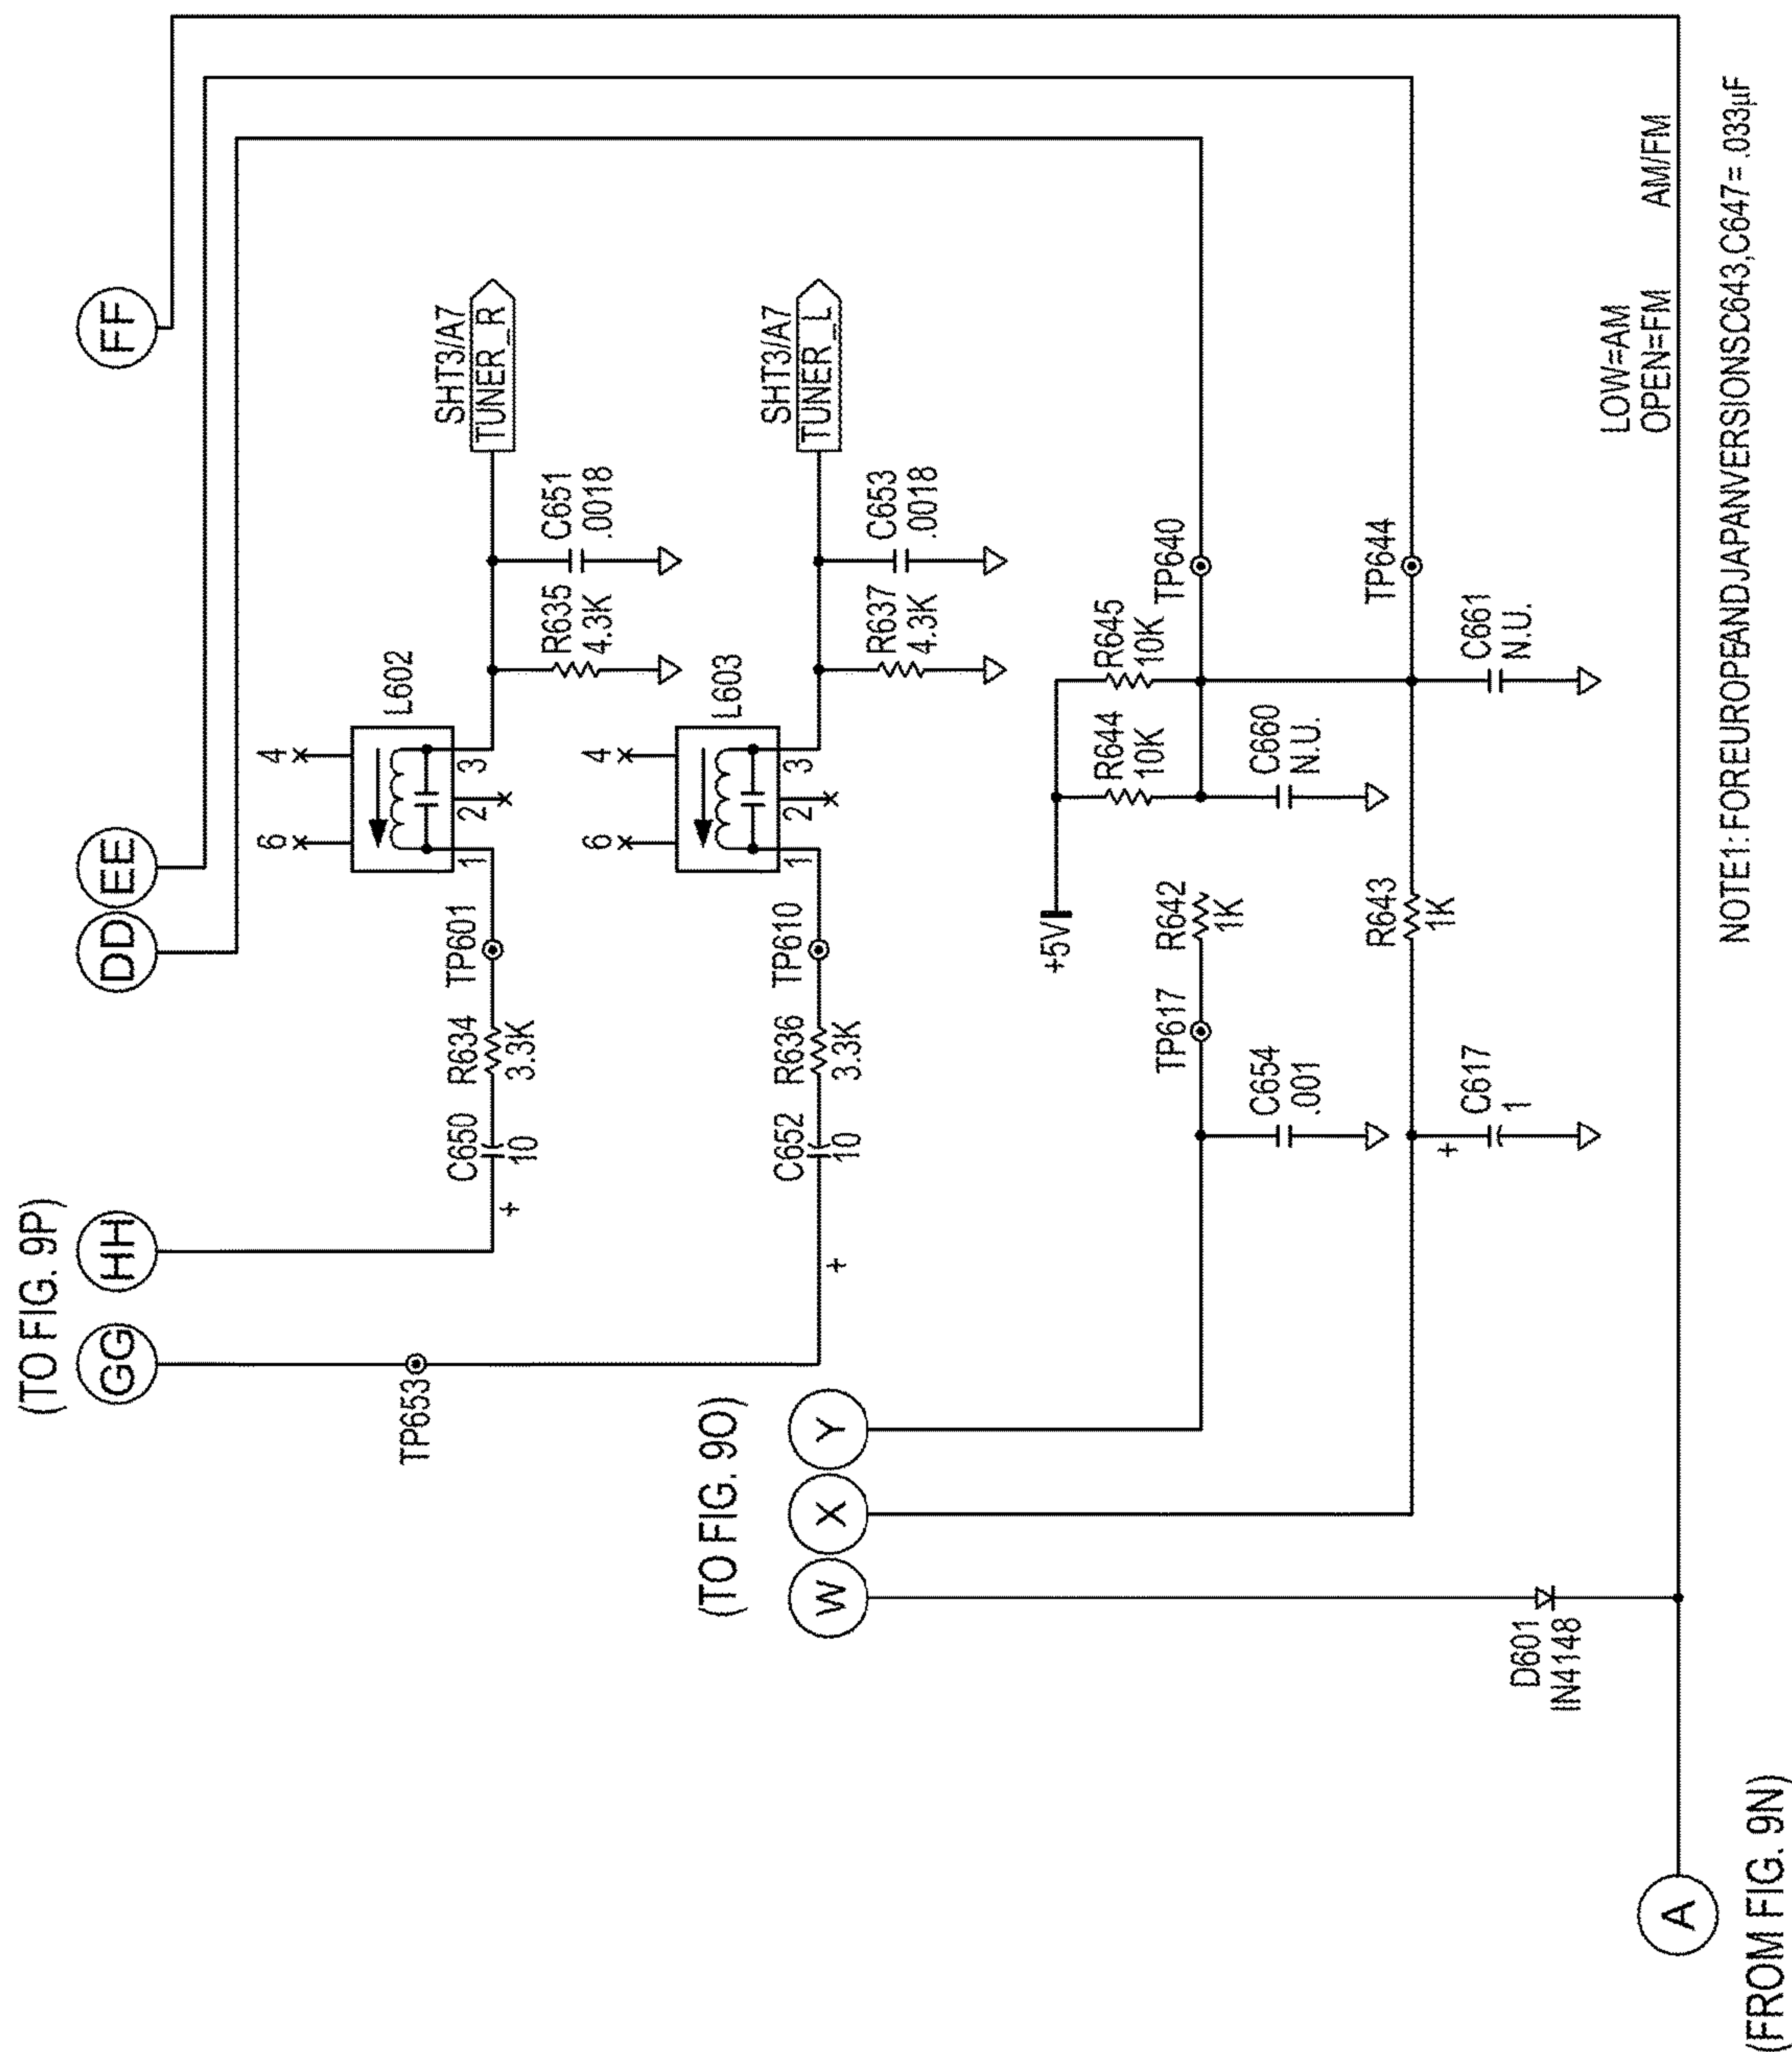 (TO FIG. 9P)
GG
HH
DD
EE
FF
TP653
C650
10
+
R634
3.3K
TP601
6
4
L602
1
2
3
R635
4.3K
C651
.0018
SHT3/A7
TUNER_R
C652
10
+
R636
3.3K
TP610
6
4
L603
1
2
3
R637
4.3K
C653
.0018
SHT3/A7
TUNER_L
(TO FIG. 9O)
W
X
Y
+5V
TP617
R642
1K
R644
10K
R645
10K
TP640
C654
.001
C660
N.U.
R643
1K
TP644
+
C617
1
C661
N.U.
D601
IN4148
LOW=AM
OPEN=FM
AM/FM
A
(FROM FIG. 9N)
NOTE1: FOREUROPEANDJAPANVERSIONSC643,C647= .033µF